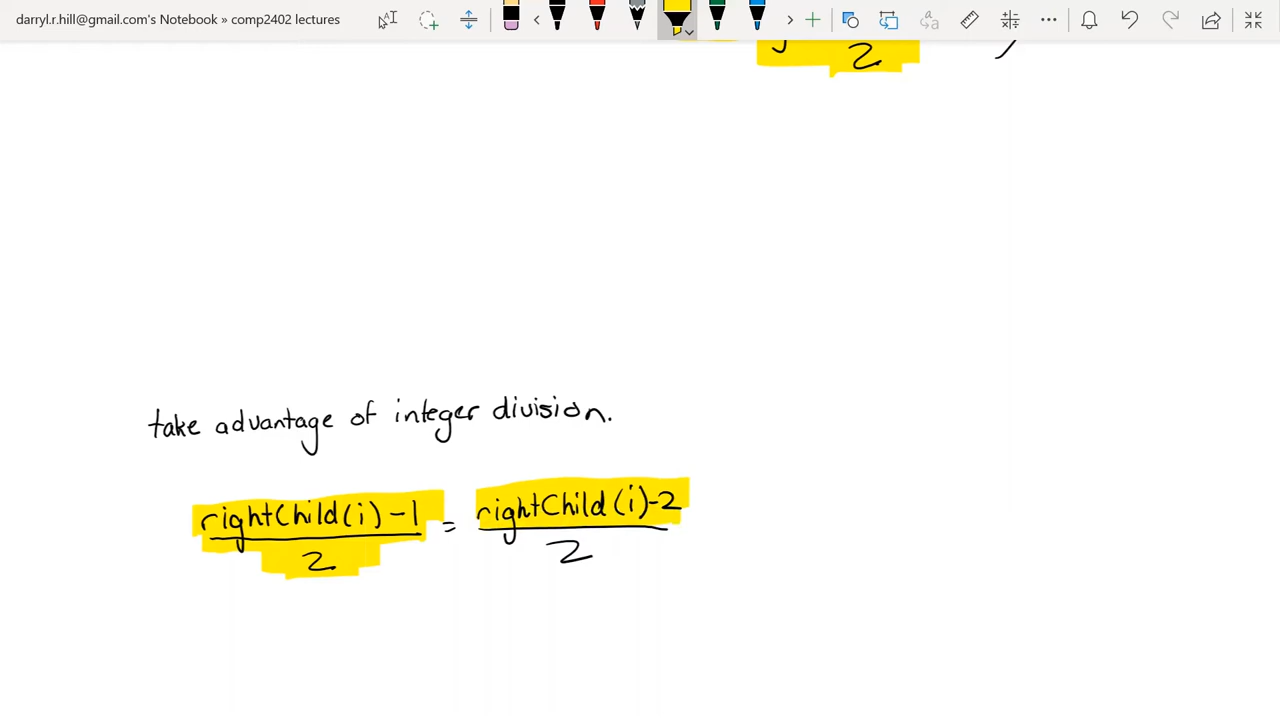 darryl.r.hill@gmail.com's Notebook » comp2402 lectures
2
take advantage of integer division.
rightChild(i)-1 = rightChild(i)-2
2 2